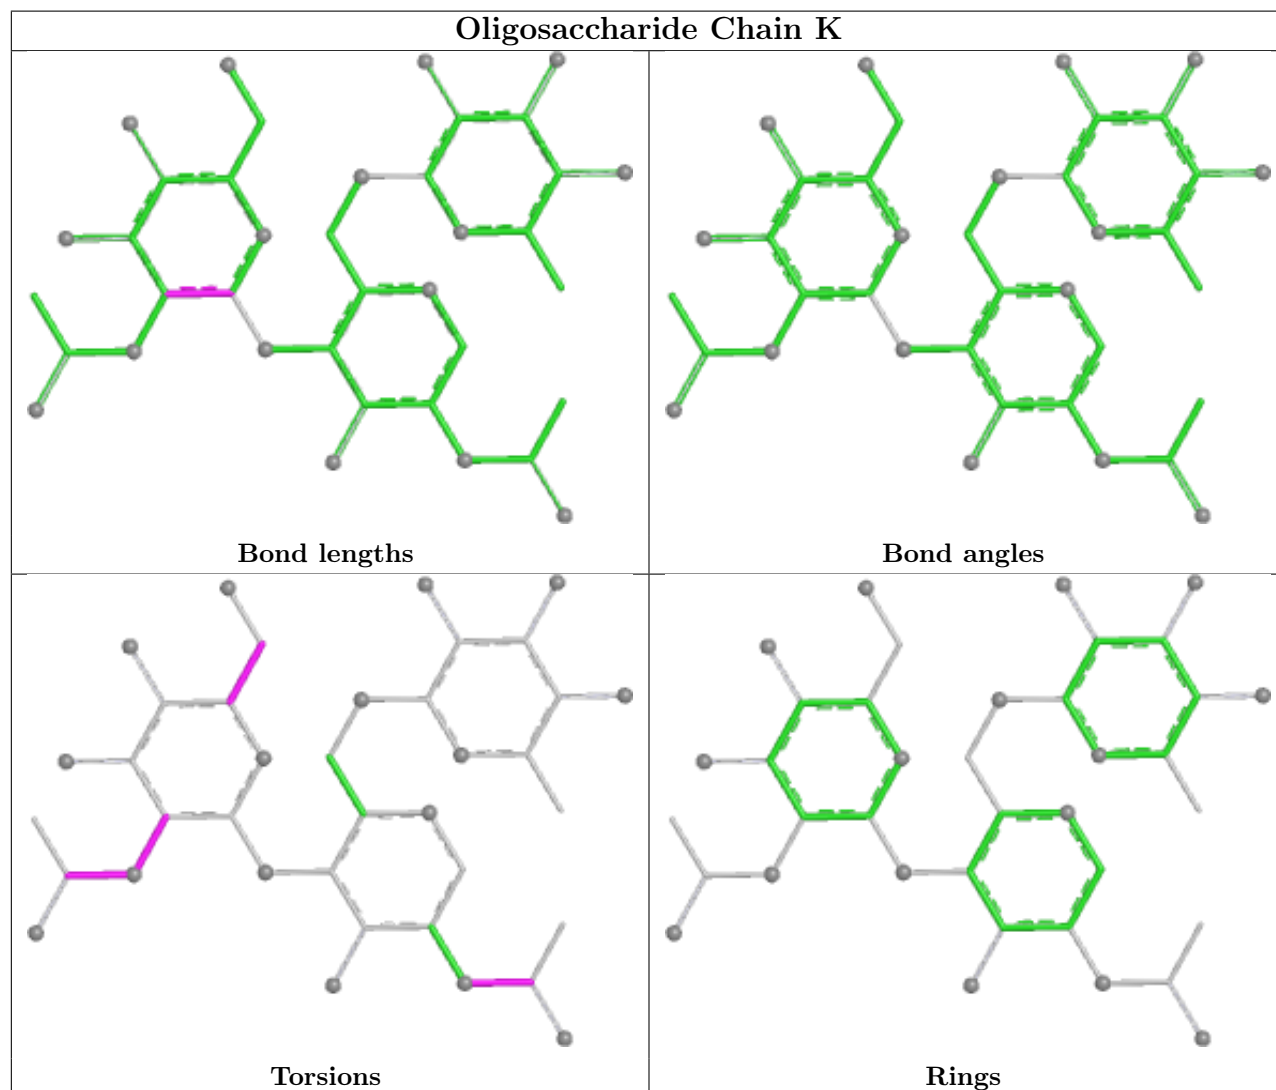 Oligosaccharide Chain K
Bond lengths
Bond angles
Torsions
Rings